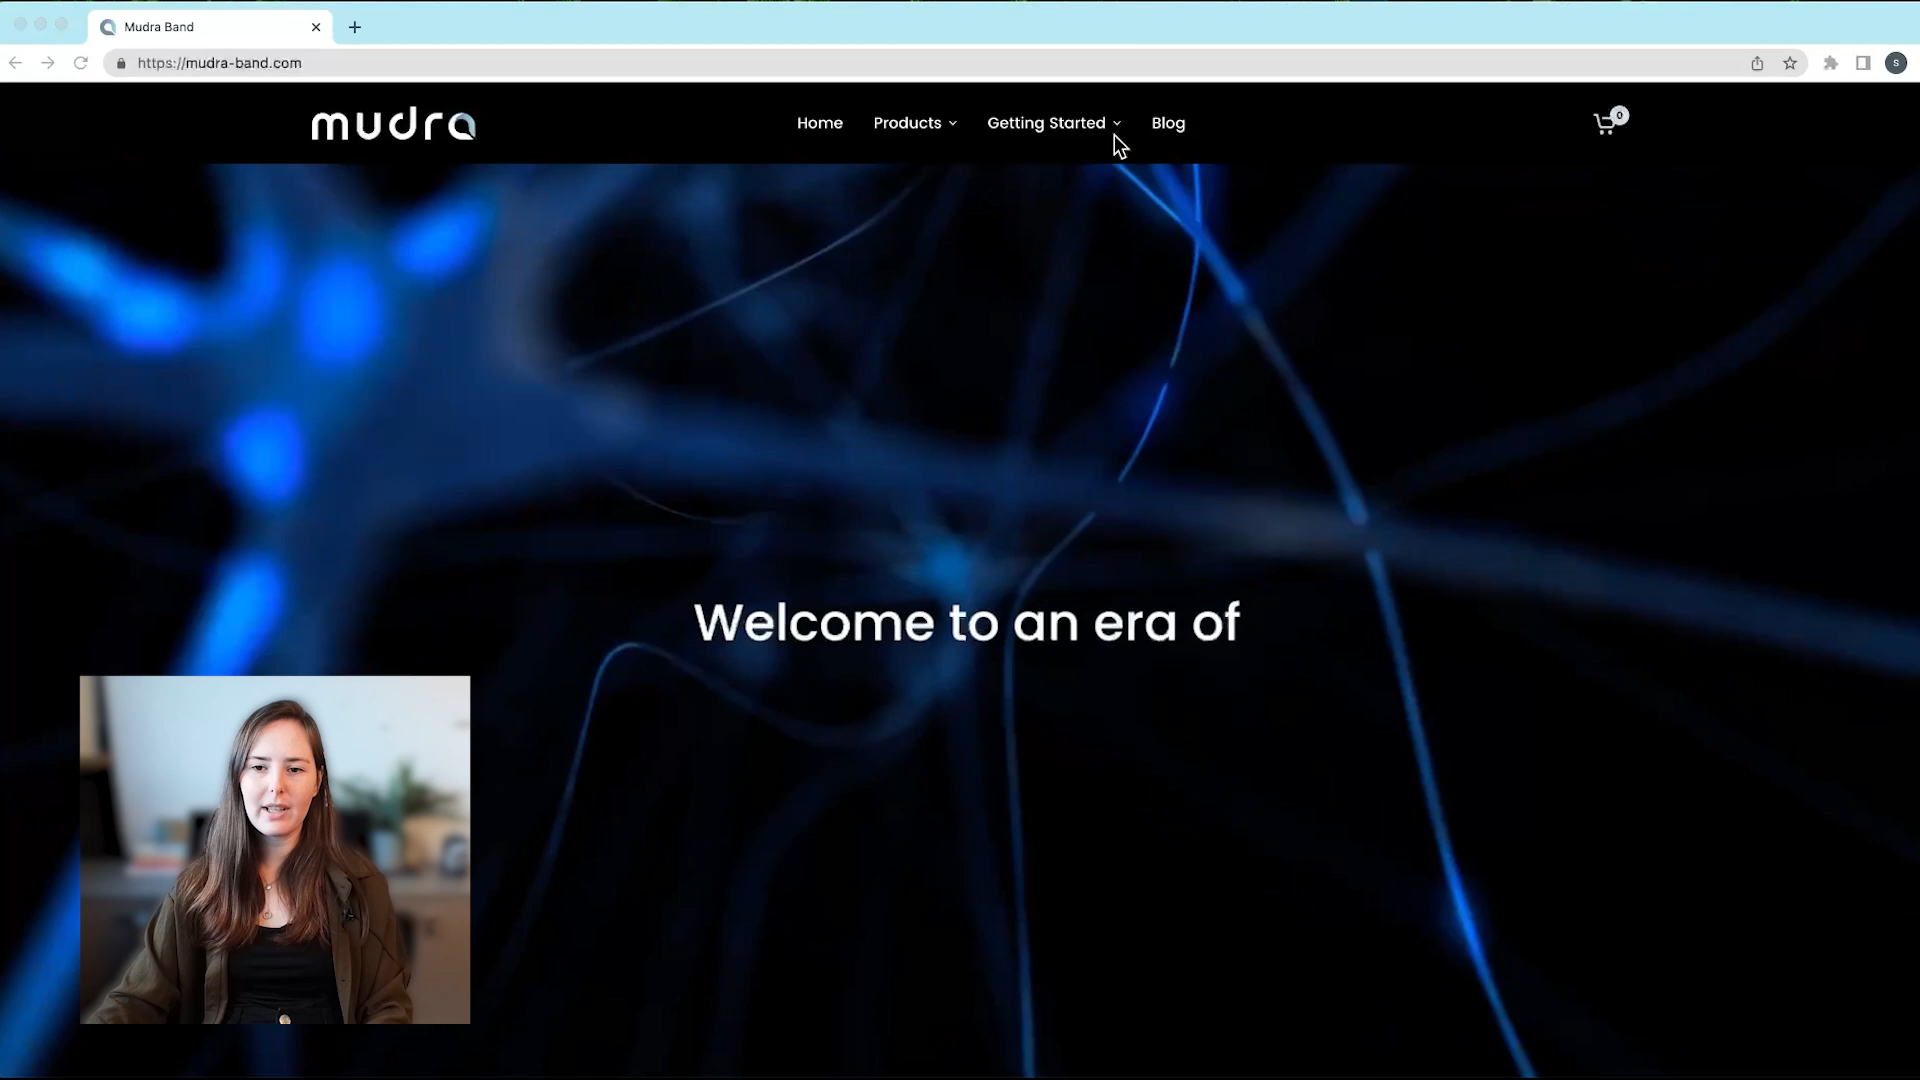 Mudra Band
https://mudra-band.com
S
mudra
Home
Products
Getting Started
Blog
0
Welcome to an era of